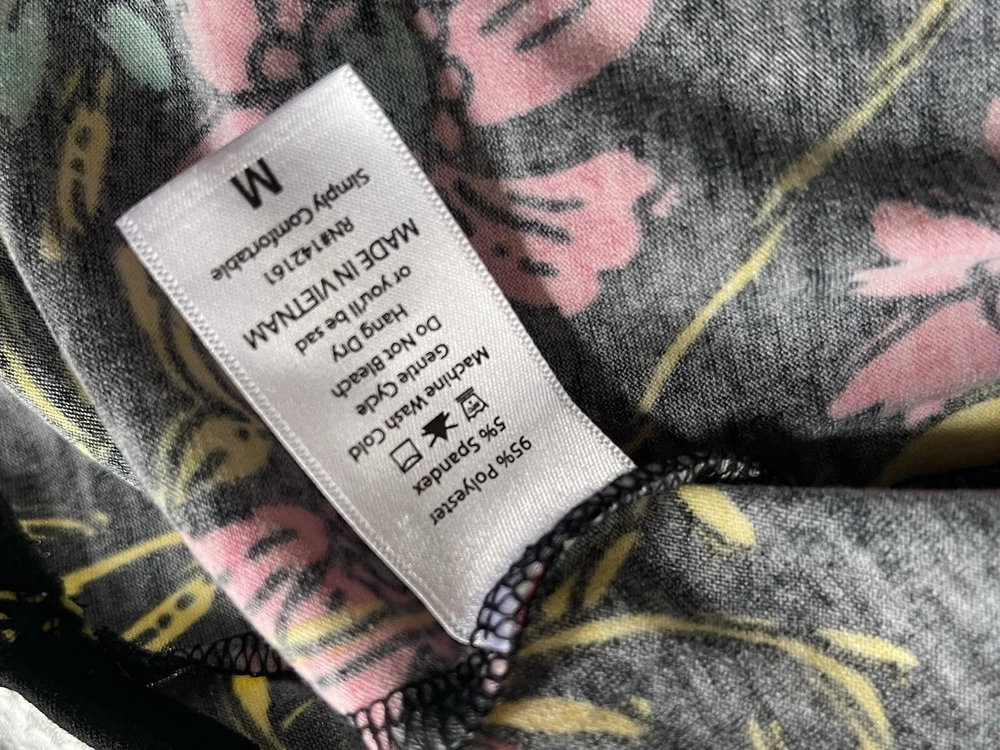 95% Polyester
5% Spandex
Machine Wash Cold
Gentle Cycle
Do Not Bleach
Hang Dry
or you'll be sad
MADE IN VIETNAM
RN#142161
Simply Comfortable
M